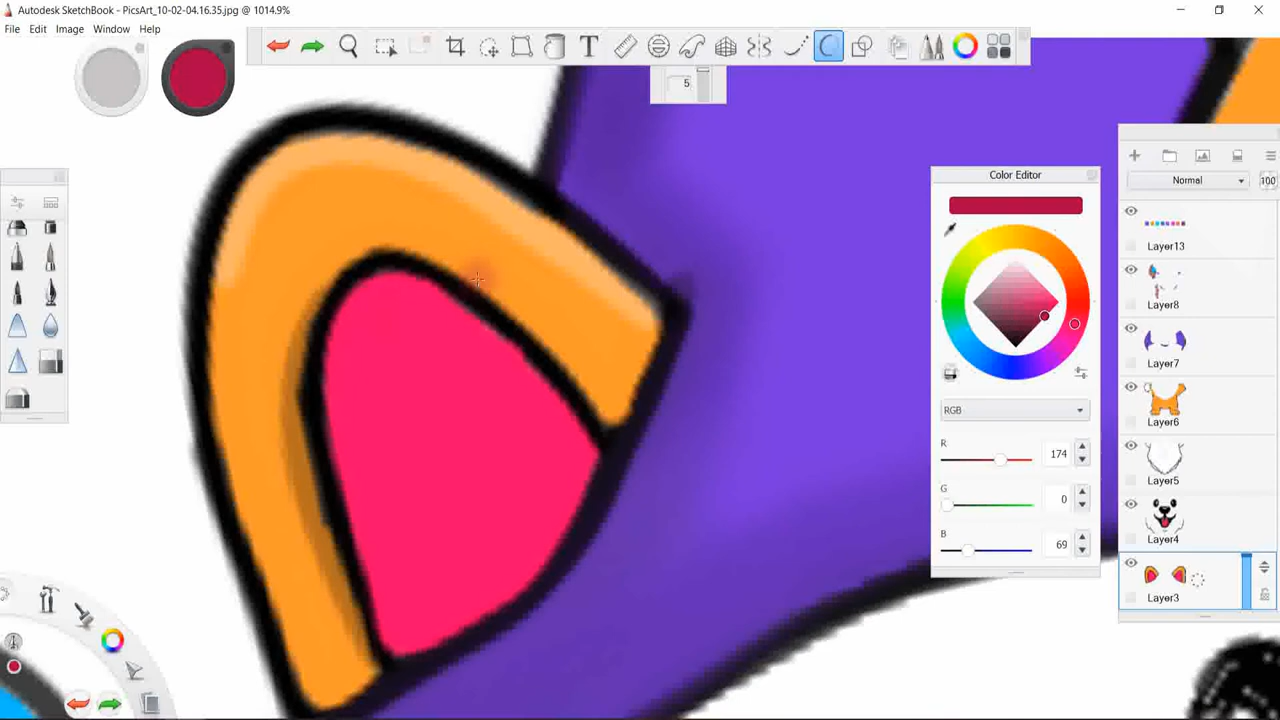 Autodesk SketchBook - PicsArt_10-02-04.16.35.jpg @ 1014.9%
File Edit Image Window Help
T
5
Color Editor
RGB
R 174
G 0
B 69
Normal 100
Layer13
Layer8
Layer7
Layer6
Layer5
Layer4
Layer3